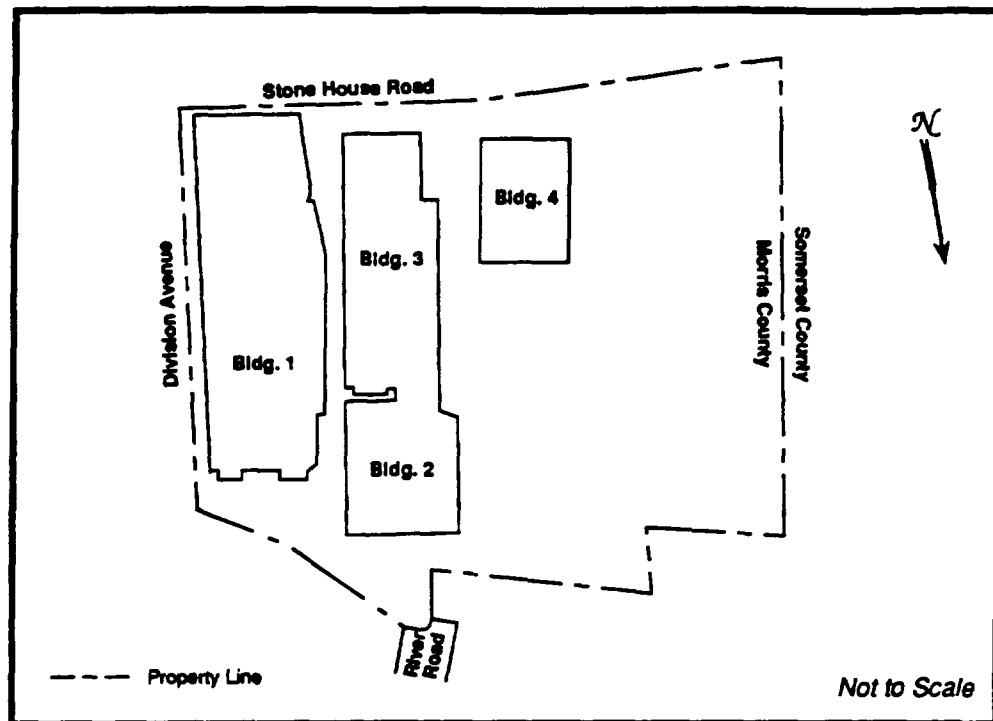 Stone House Road
N
Bldg. 4
Bldg. 3
Division Avenue
Somerset County
Morris County
Bldg. 1
Bldg. 2
River
Road
Property Line
Not to Scale